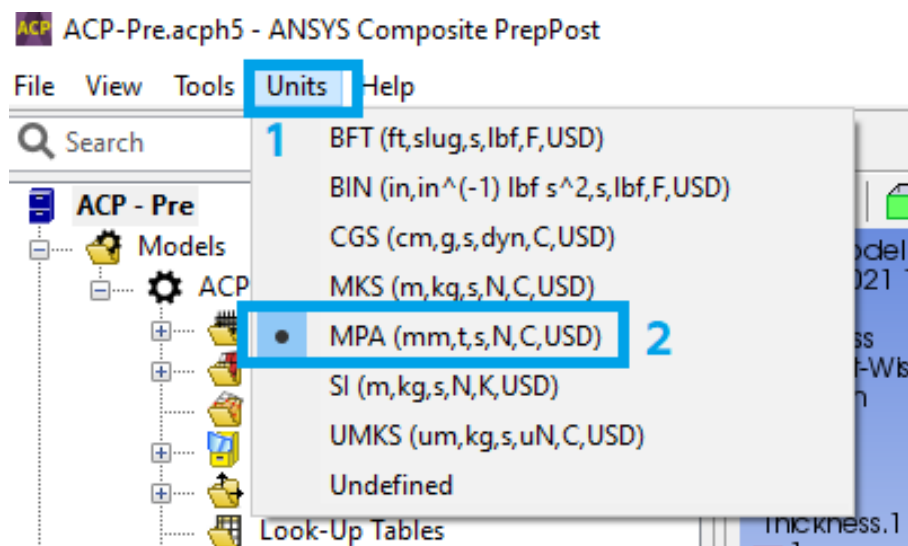 ACP ACP-Pre.acph5 - ANSYS Composite PrepPost
File View Tools Units Help
Search
1
BFT (ft,slug,s,lbf,F,USD)
BIN (in,in^(-1) lbf s^2,s,lbf,F,USD)
CGS (cm,g,s,dyn,C,USD)
MKS (m,kg,s,N,C,USD)
MPA (mm,t,s,N,C,USD)
2
SI (m,kg,s,N,K,USD)
UMKS (um,kg,s,uN,C,USD)
Undefined
ACP - Pre
Models
ACP
Look-Up Tables
Thickness.1